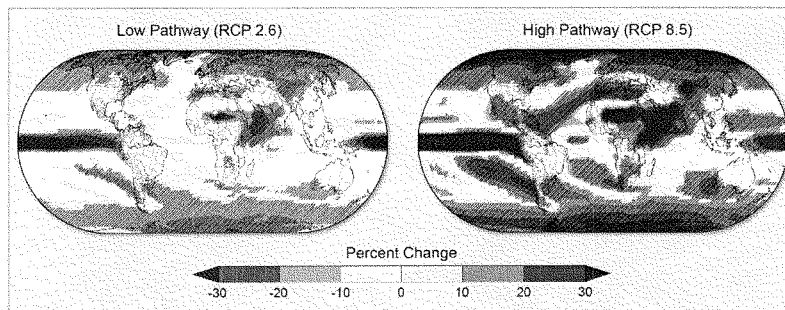 Low Pathway (RCP 2.6) High Pathway (RCP 8.5)
Percent Change
-30 -20 -10 0 10 20 30